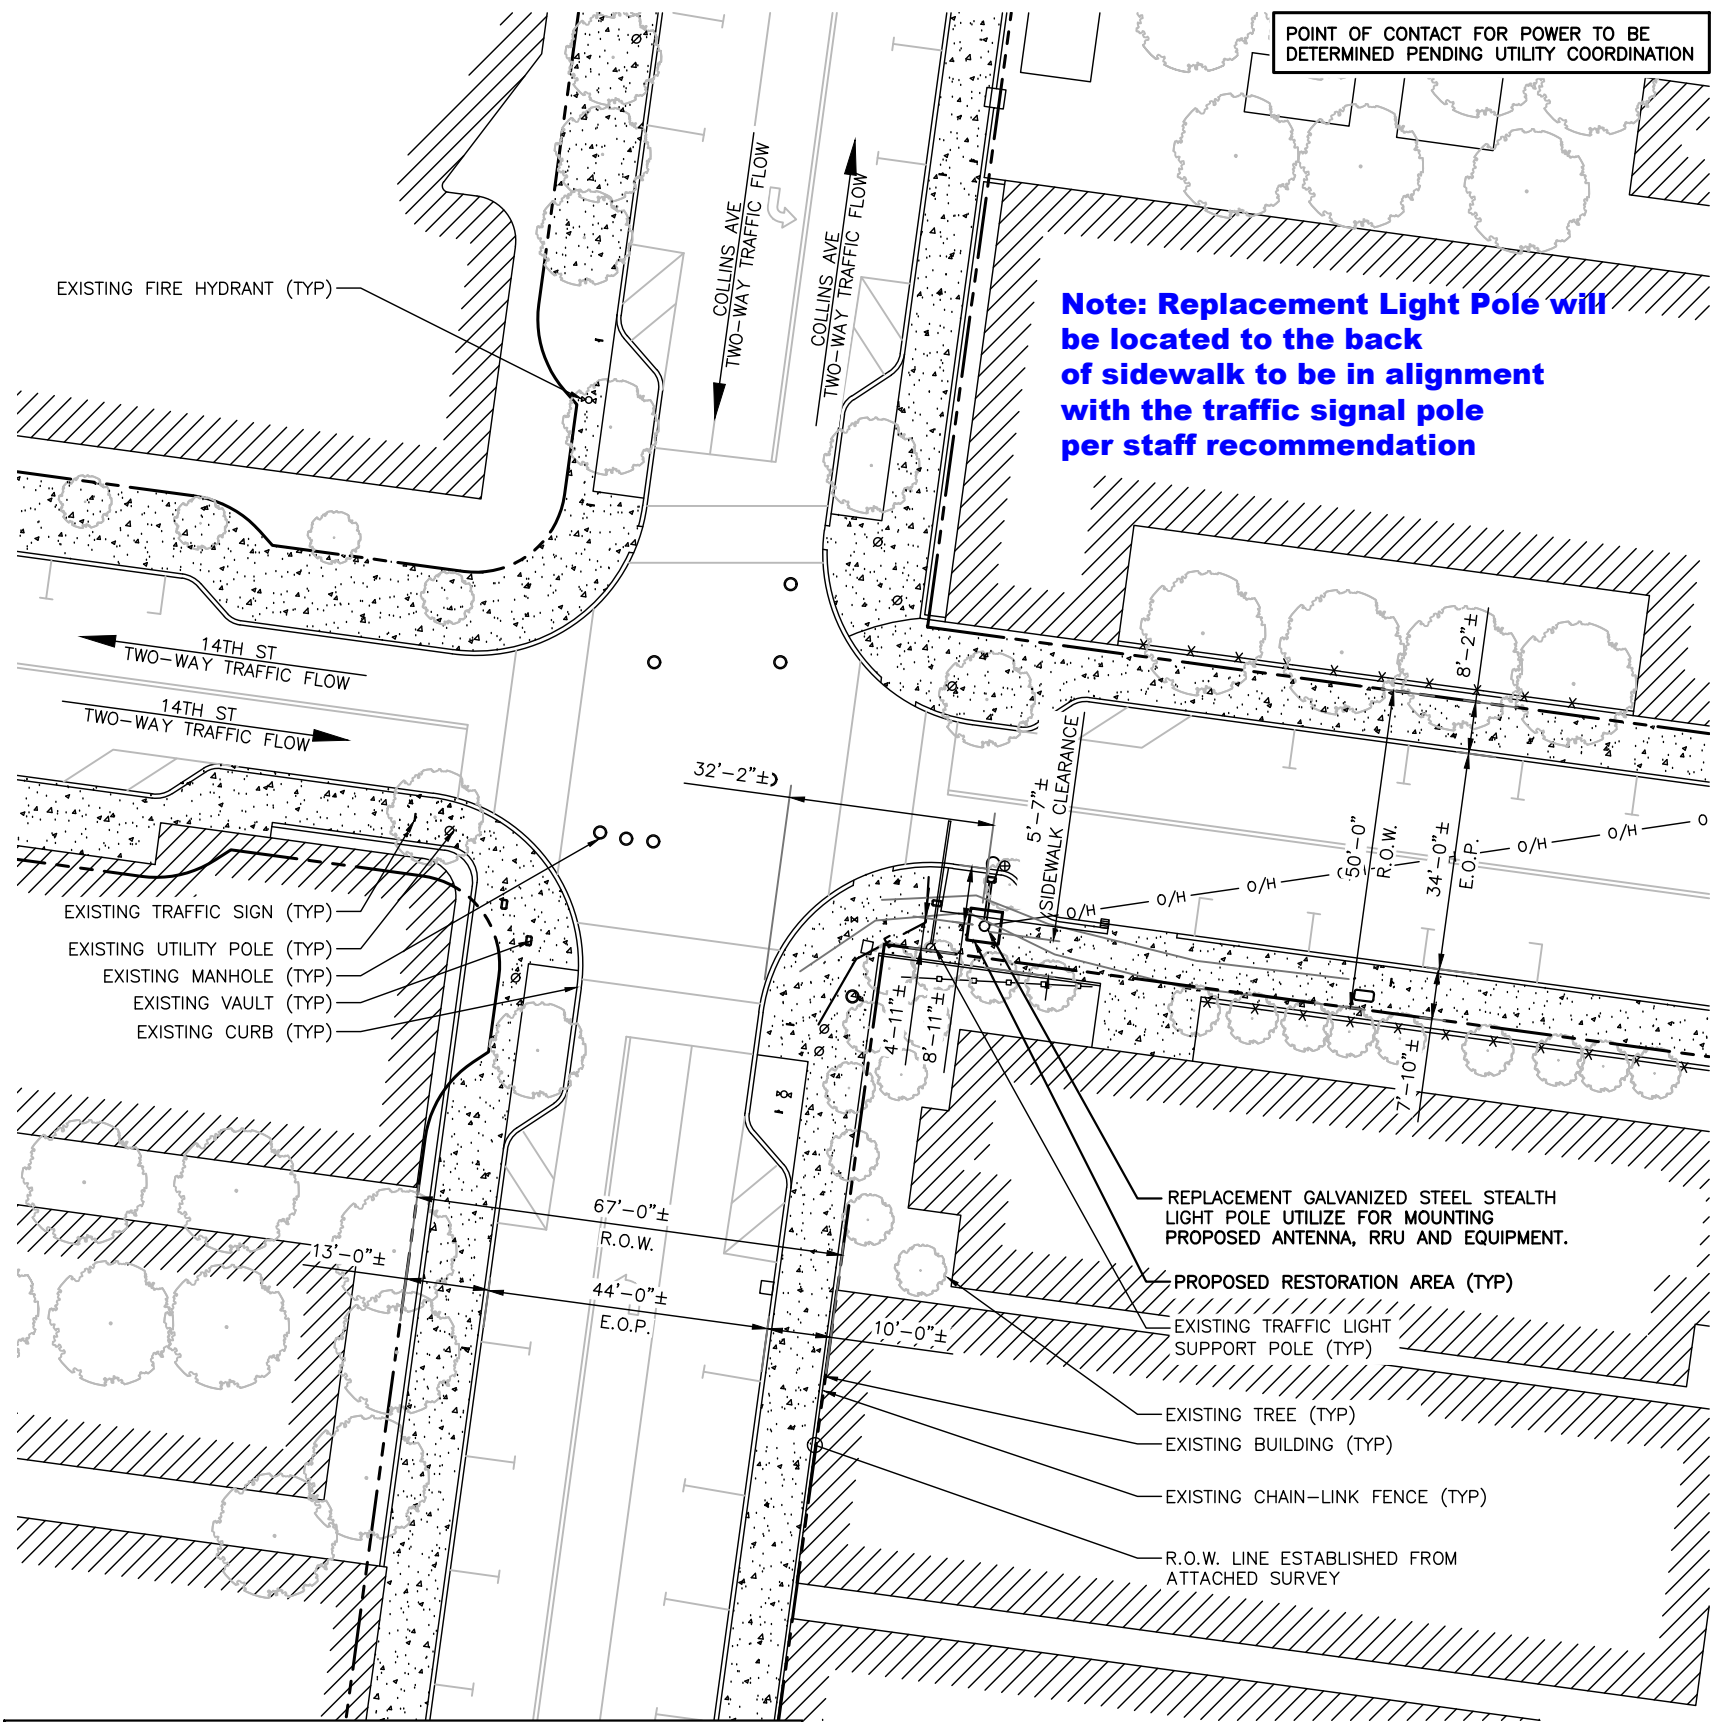 POINT OF CONTACT FOR POWER TO BE
DETERMINED PENDING UTILITY COORDINATION
COLLINS AVE
TWO-WAY TRAFFIC FLOW
COLLINS AVE
TWO-WAY TRAFFIC FLOW
EXISTING FIRE HYDRANT (TYP)
Note: Replacement Light Pole will
be located to the back
of sidewalk to be in alignment
with the traffic signal pole
per staff recommendation
14TH ST
TWO-WAY TRAFFIC FLOW
14TH ST
TWO-WAY TRAFFIC FLOW
8'-2"±
32'-2"±
5'-7"±
SIDEWALK CLEARANCE
50'-0"
R.O.W.
34'-0"±
E.O.P.
O/H
O/H
O/H
O/H
O/H
O
EXISTING TRAFFIC SIGN (TYP)
EXISTING UTILITY POLE (TYP)
EXISTING MANHOLE (TYP)
EXISTING VAULT (TYP)
EXISTING CURB (TYP)
4'-11"±
8'-11"±
7'-10"±
67'-0"±
R.O.W.
13'-0"±
44'-0"±
E.O.P.
10'-0"±
REPLACEMENT GALVANIZED STEEL STEALTH
LIGHT POLE UTILIZE FOR MOUNTING
PROPOSED ANTENNA, RRU AND EQUIPMENT.
PROPOSED RESTORATION AREA (TYP)
EXISTING TRAFFIC LIGHT
SUPPORT POLE (TYP)
EXISTING TREE (TYP)
EXISTING BUILDING (TYP)
EXISTING CHAIN-LINK FENCE (TYP)
R.O.W. LINE ESTABLISHED FROM
ATTACHED SURVEY